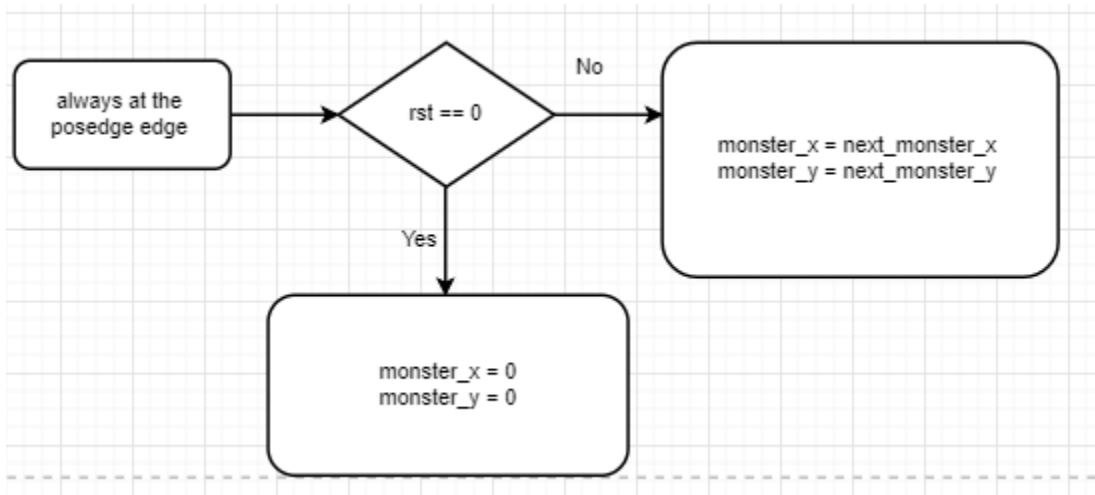 always at the
posedge edge
rst == 0
No
monster_x = next_monster_x
monster_y = next_monster_y
Yes
monster_x = 0
monster_y = 0